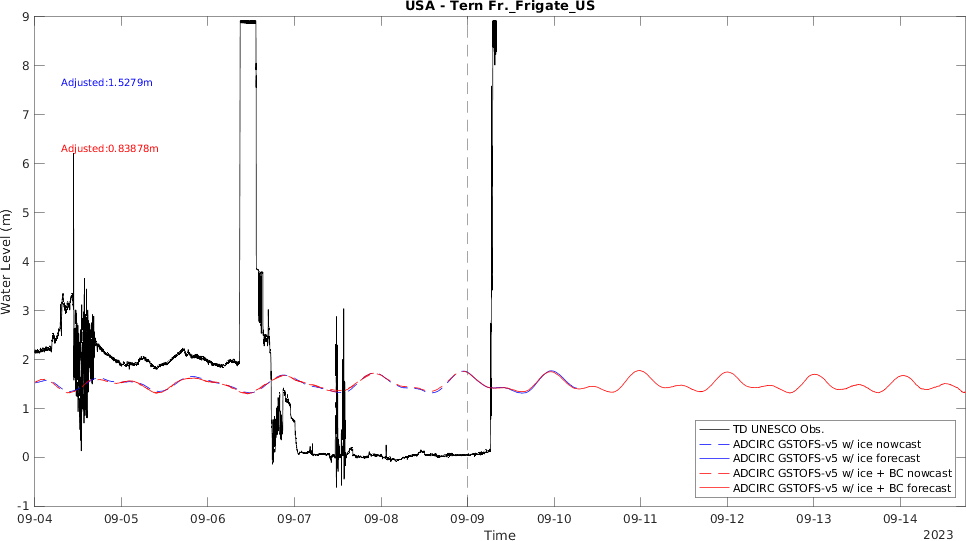 USA - Tern Fr._Frigate_US
9
8
7
6
5
4
3
2
1
0
-1
Water Level (m)
Adjusted:1.5279m
Adjusted:0.83878m
TD UNESCO Obs.
ADCIRC GSTOFS-v5 w/ ice nowcast
ADCIRC GSTOFS-v5 w/ ice forecast
ADCIRC GSTOFS-v5 w/ ice + BC nowcast
ADCIRC GSTOFS-v5 w/ ice + BC forecast
09-04 09-05 09-06 09-07 09-08 09-09 09-10 09-11 09-12 09-13 09-14
Time
2023